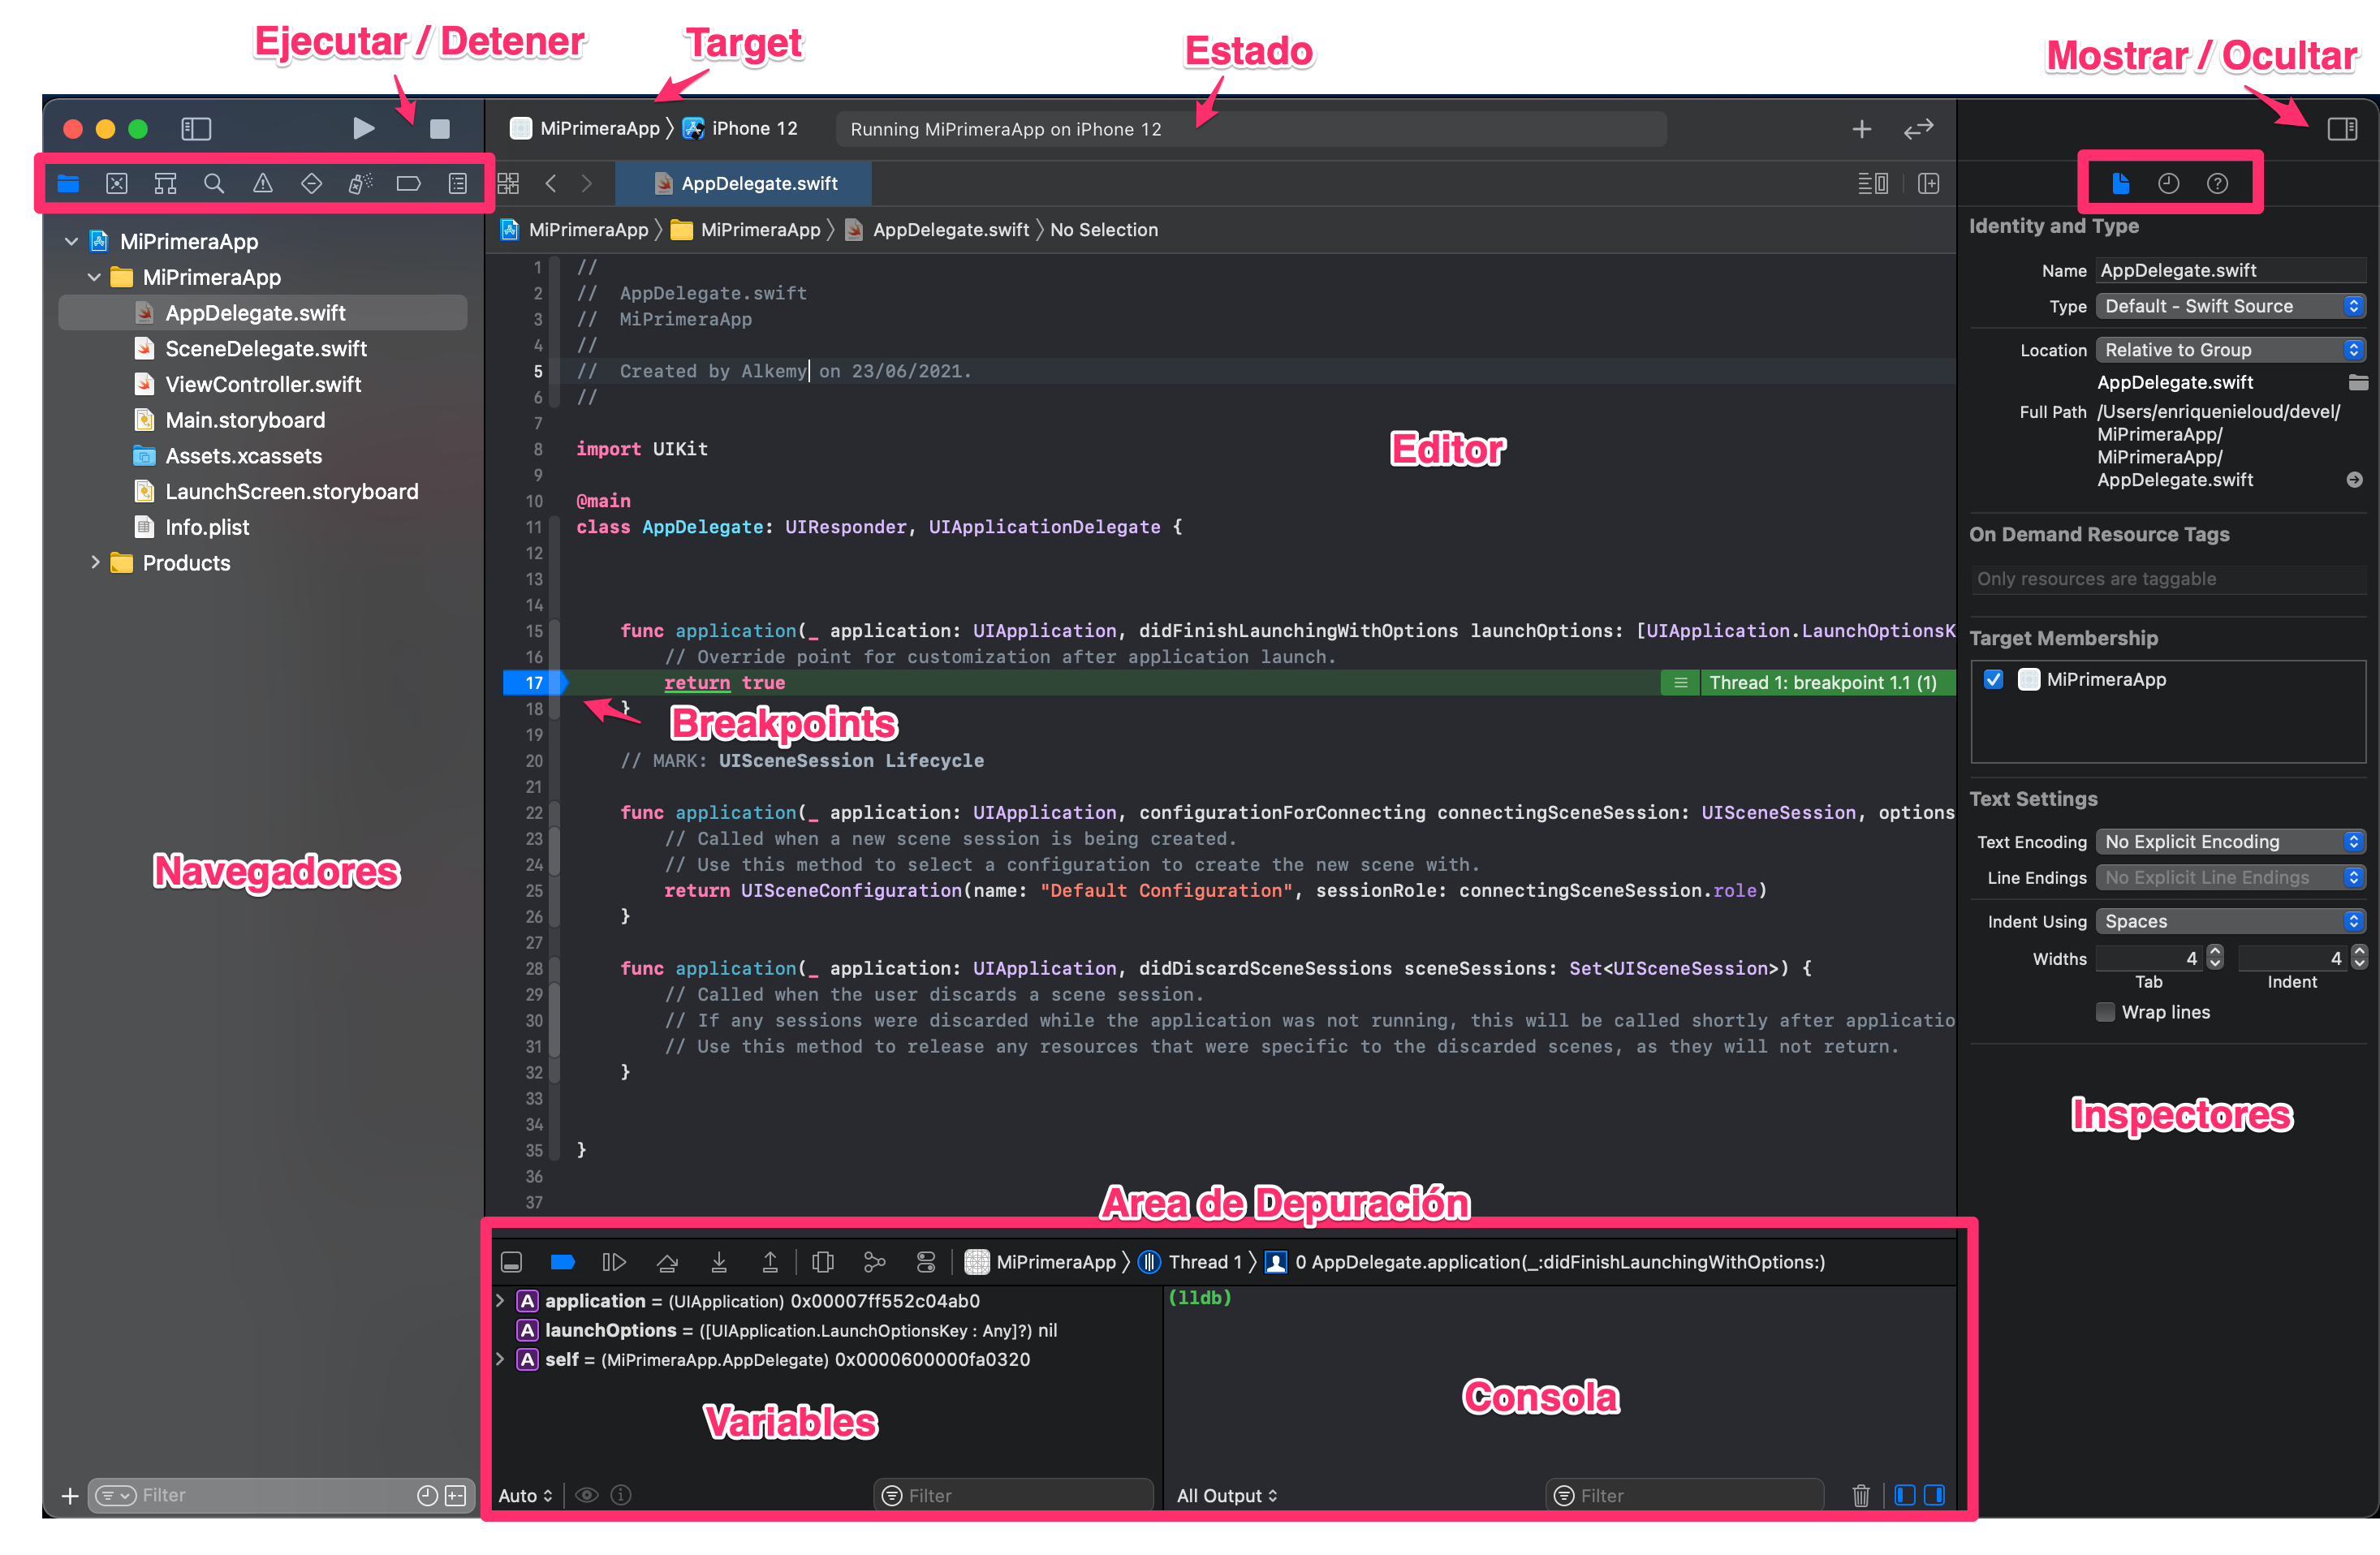 Ejecutar / Detener
Target
Estado
Mostrar / Ocultar
MiPrimeraApp
iPhone 12
Running MiPrimeraApp on iPhone 12
AppDelegate.swift
MiPrimeraApp
MiPrimeraApp
AppDelegate.swift
SceneDelegate.swift
ViewController.swift
Main.storyboard
Assets.xcassets
LaunchScreen.storyboard
Info.plist
Products
Navegadores
Filter
MiPrimeraApp
MiPrimeraApp
AppDelegate.swift
No Selection
1 //
2 //  AppDelegate.swift
3 //  MiPrimeraApp
4 //
5 //  Created by Alkemy on 23/06/2021.
6 //
7
8 import UIKit
9
10 @main
11 class AppDelegate: UIResponder, UIApplicationDelegate {
12
13
14
15     func application(_ application: UIApplication, didFinishLaunchingWithOptions launchOptions: [UIApplication.LaunchOptionsK
16         // Override point for customization after application launch.
17         return true
Thread 1: breakpoint 1.1 (1)
18     }
Breakpoints
19
20     // MARK: UISceneSession Lifecycle
21
22     func application(_ application: UIApplication, configurationForConnecting connectingSceneSession: UISceneSession, options
23         // Called when a new scene session is being created.
24         // Use this method to select a configuration to create the new scene with.
25         return UISceneConfiguration(name: "Default Configuration", sessionRole: connectingSceneSession.role)
26     }
27
28     func application(_ application: UIApplication, didDiscardSceneSessions sceneSessions: Set<UISceneSession>) {
29         // Called when the user discards a scene session.
30         // If any sessions were discarded while the application was not running, this will be called shortly after applicatio
31         // Use this method to release any resources that were specific to the discarded scenes, as they will not return.
32     }
33
34
35 }
36
37
Editor
Area de Depuración
MiPrimeraApp
Thread 1
0 AppDelegate.application(_:didFinishLaunchingWithOptions:)
A application = (UIApplication) 0x00007ff552c04ab0
A launchOptions = ([UIApplication.LaunchOptionsKey : Any]?) nil
A self = (MiPrimeraApp.AppDelegate) 0x0000600000fa0320
Variables
Auto
Filter
(lldb)
Consola
All Output
Filter
Identity and Type
Name AppDelegate.swift
Type Default - Swift Source
Location Relative to Group
AppDelegate.swift
Full Path /Users/enriquenieloud/devel/
MiPrimeraApp/
MiPrimeraApp/
AppDelegate.swift
On Demand Resource Tags
Only resources are taggable
Target Membership
MiPrimeraApp
Text Settings
Text Encoding No Explicit Encoding
Line Endings No Explicit Line Endings
Indent Using Spaces
Widths 4 4
Tab Indent
Wrap lines
Inspectores